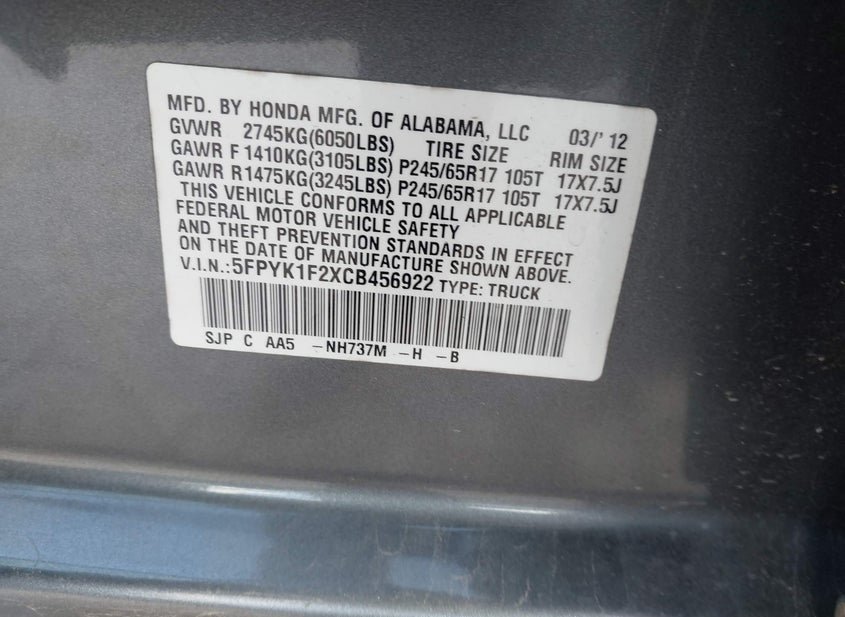 MFD. BY HONDA MFG. OF ALABAMA, LLC 03/'12
GVWR 2745KG(6050LBS) TIRE SIZE RIM SIZE
GAWR F 1410KG(3105LBS) P245/65R17 105T 17X7.5J
GAWR R1475KG(3245LBS) P245/65R17 105T 17X7.5J
THIS VEHICLE CONFORMS TO ALL APPLICABLE
FEDERAL MOTOR VEHICLE SAFETY
AND THEFT PREVENTION STANDARDS IN EFFECT
ON THE DATE OF MANUFACTURE SHOWN ABOVE.
V.I.N.:5FPYK1F2XCB456922 TYPE: TRUCK
SJP C AA5 –NH737M –H –B